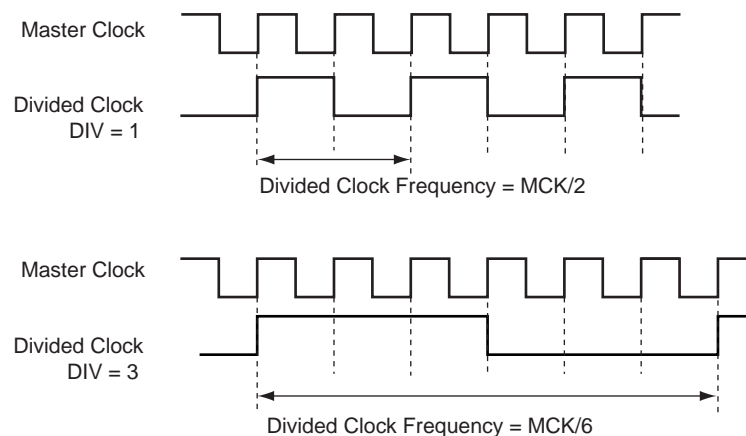 Master Clock
Divided Clock
DIV = 1
Divided Clock Frequency = MCK/2
Master Clock
Divided Clock
DIV = 3
Divided Clock Frequency = MCK/6